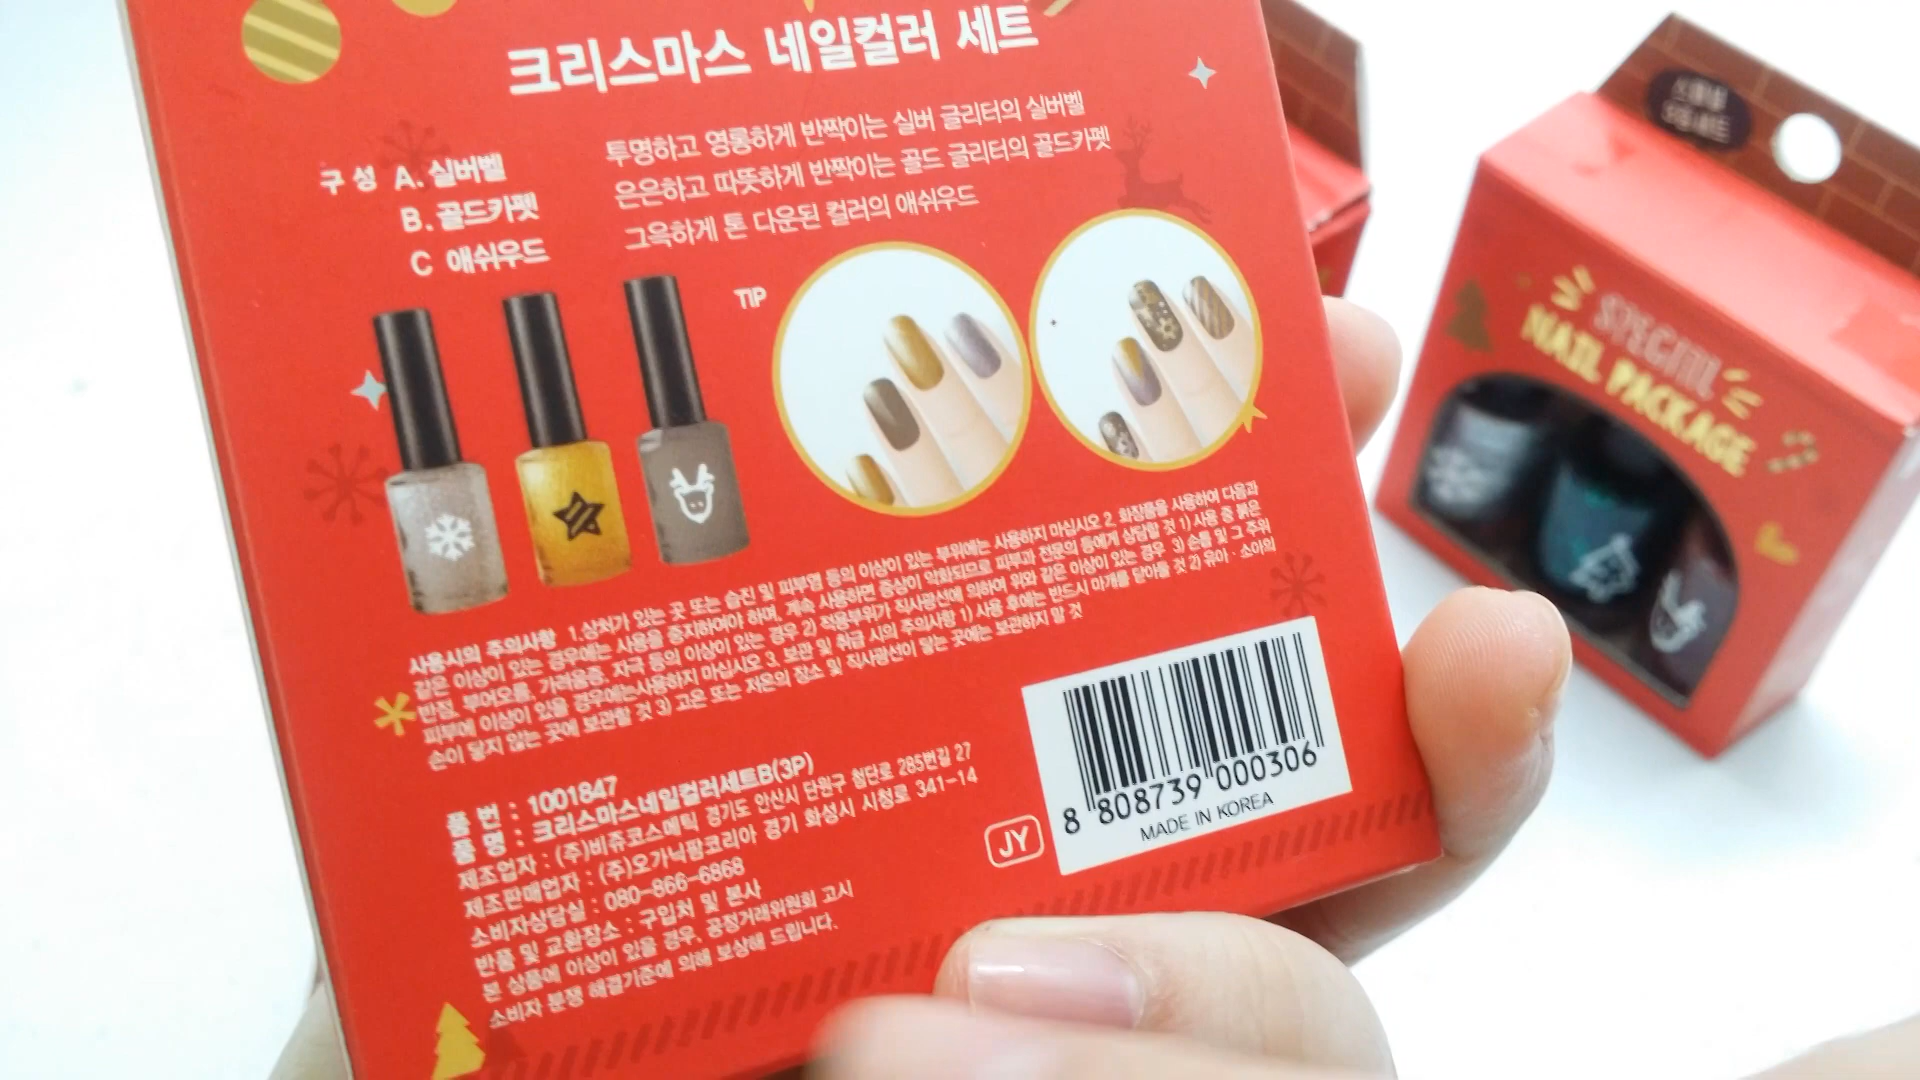 크리스마스 네일컬러 세트
구 성 A. 실버벨
B. 골드카펫
C 애쉬우드
투명하고 영롱하게 반짝이는 실버 글리터의 실버벨
은은하고 따뜻하게 반짝이는 골드 글리터의 골드카펫
그윽하게 톤 다운된 컬러의 애쉬우드
TIP
사용시의 주의사항 1.상처가 있는 곳 또는 습진 및 피부염 등의 이상이 있는 부위에는 사용하지 마십시오 2. 화장품을 사용하여 다음과
같은 이상이 있는 경우에는 사용을 중지하여야 하며, 계속 사용하면 증상이 악화되므로 피부과 전문의 등에게 상담할 것 1) 사용 중 붉은
반점, 부어오름, 가려움증, 자극 등의 이상이 있는 경우 2) 적용부위가 직사광선에 의하여 위와 같은 이상이 있는 경우 3) 손톱 및 그 주위
피부에 이상이 있을 경우에는사용하지 마십시오 3. 보관 및 취급 시의 주의사항 1) 사용 후에는 반드시 마개를 닫아둘 것 2) 유아 · 소아의
손이 닿지 않는 곳에 보관할 것 3) 고온 또는 저온의 장소 및 직사광선이 닿는 곳에는 보관하지 말 것
품 번 : 1001847
품 명 : 크리스마스네일컬러세트B(3P)
제조업자 : (주)비쥬코스메틱 경기도 안산시 단원구 첨단로 285번길 27
제조판매업자 : (주)오가닉팜코리아 경기 화성시 시청로 341-14
소비자상담실 : 080-866-6868
반품 및 교환장소 : 구입처 및 본사
본 상품에 이상이 있을 경우, 공정거래위원회 고시
소비자 분쟁 해결기준에 의해 보상해 드립니다.
JY
8 808739 000306
MADE IN KOREA
SPECIAL
NAIL PACKAGE